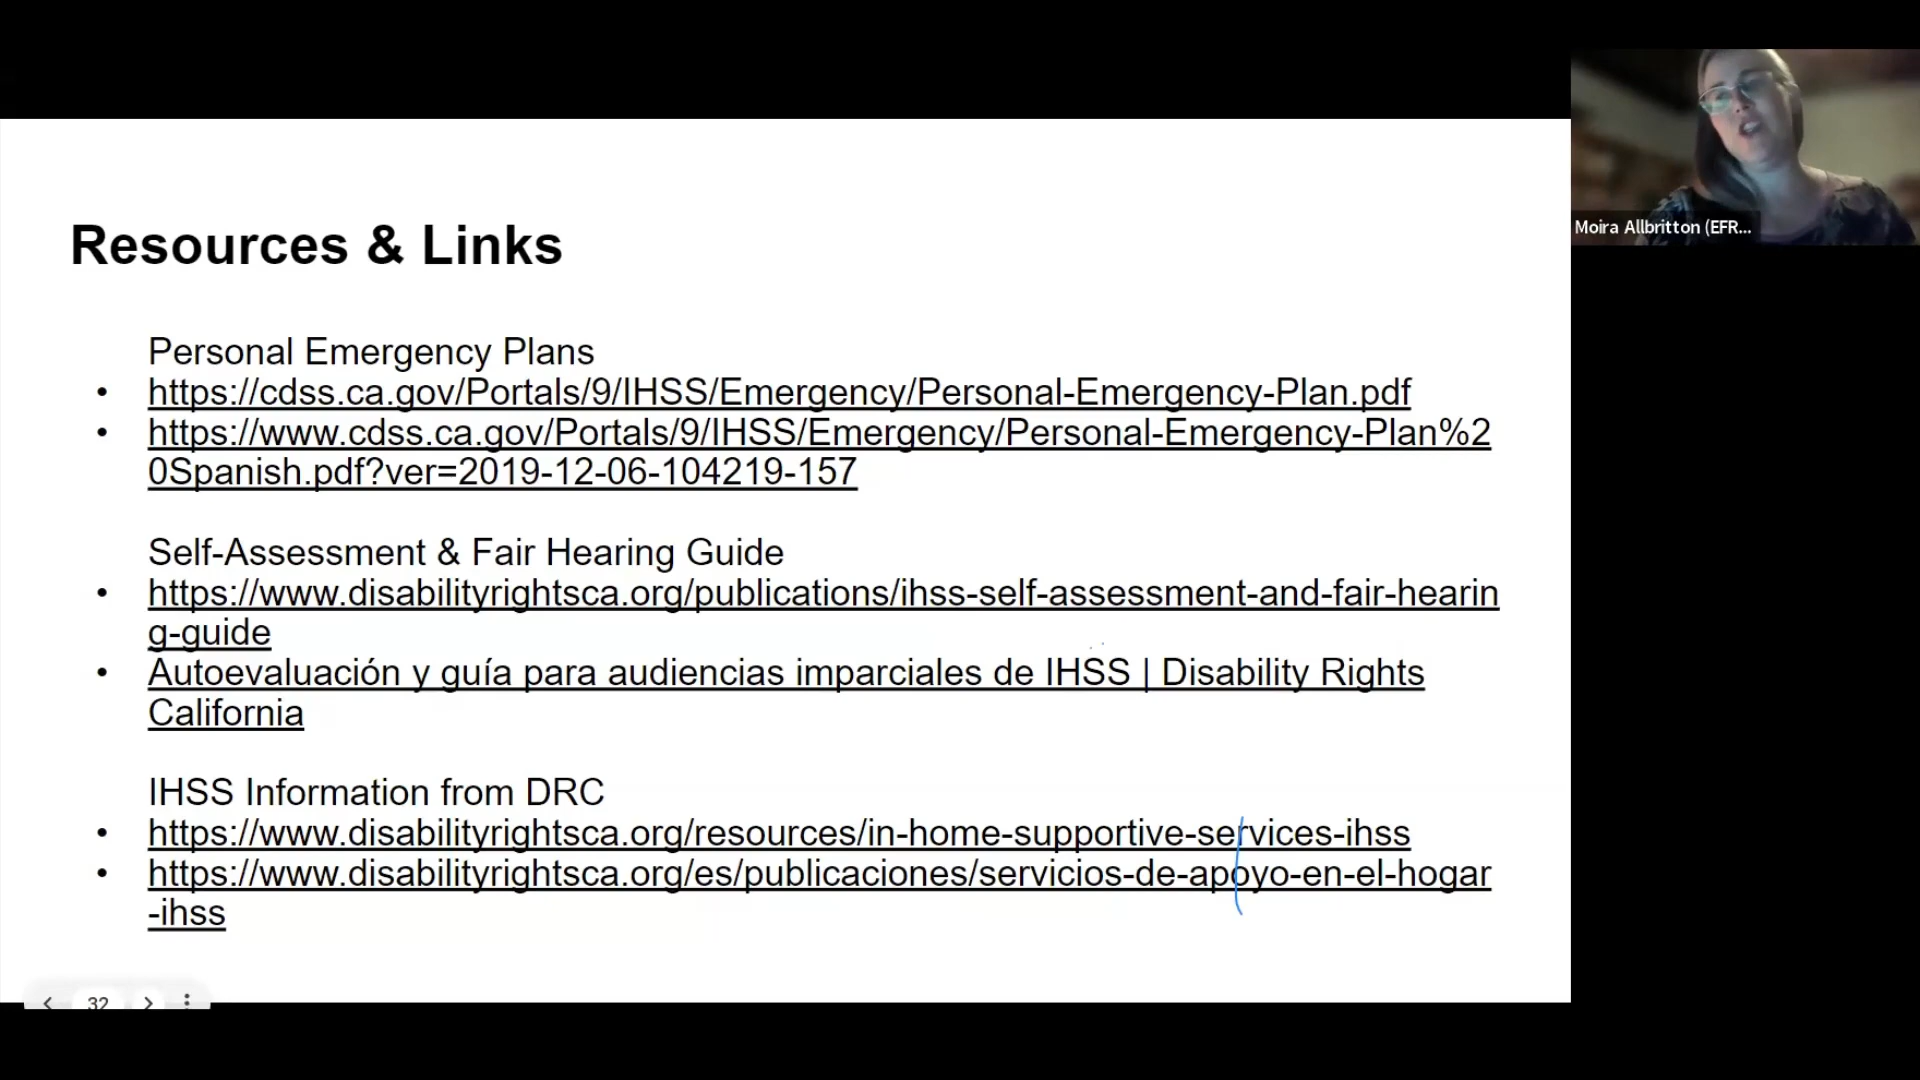 Resources & Links
Personal Emergency Plans
• https://cdss.ca.gov/Portals/9/IHSS/Emergency/Personal-Emergency-Plan.pdf
• https://www.cdss.ca.gov/Portals/9/IHSS/Emergency/Personal-Emergency-Plan%2
0Spanish.pdf?ver=2019-12-06-104219-157
Self-Assessment & Fair Hearing Guide
• https://www.disabilityrightsca.org/publications/ihss-self-assessment-and-fair-hearin
g-guide
• Autoevaluación y guía para audiencias imparciales de IHSS | Disability Rights
California
IHSS Information from DRC
• https://www.disabilityrightsca.org/resources/in-home-supportive-services-ihss
• https://www.disabilityrightsca.org/es/publicaciones/servicios-de-apoyo-en-el-hogar
-ihss
32
Moira Allbritton (EFR...